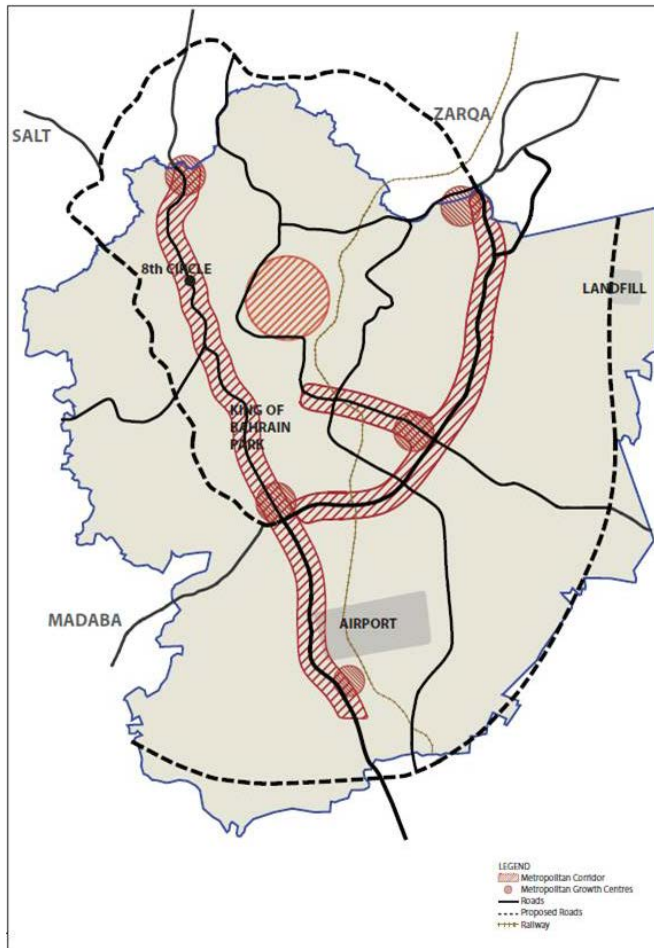 ZARQA
SALT
8th CIRCLE
LANDFILL
KING OF
BAHRAIN
PARK
MADABA
AIRPORT
LEGEND
Metropolitan Corridor
Metropolitan Growth Centres
Roads
Proposed Roads
Railway